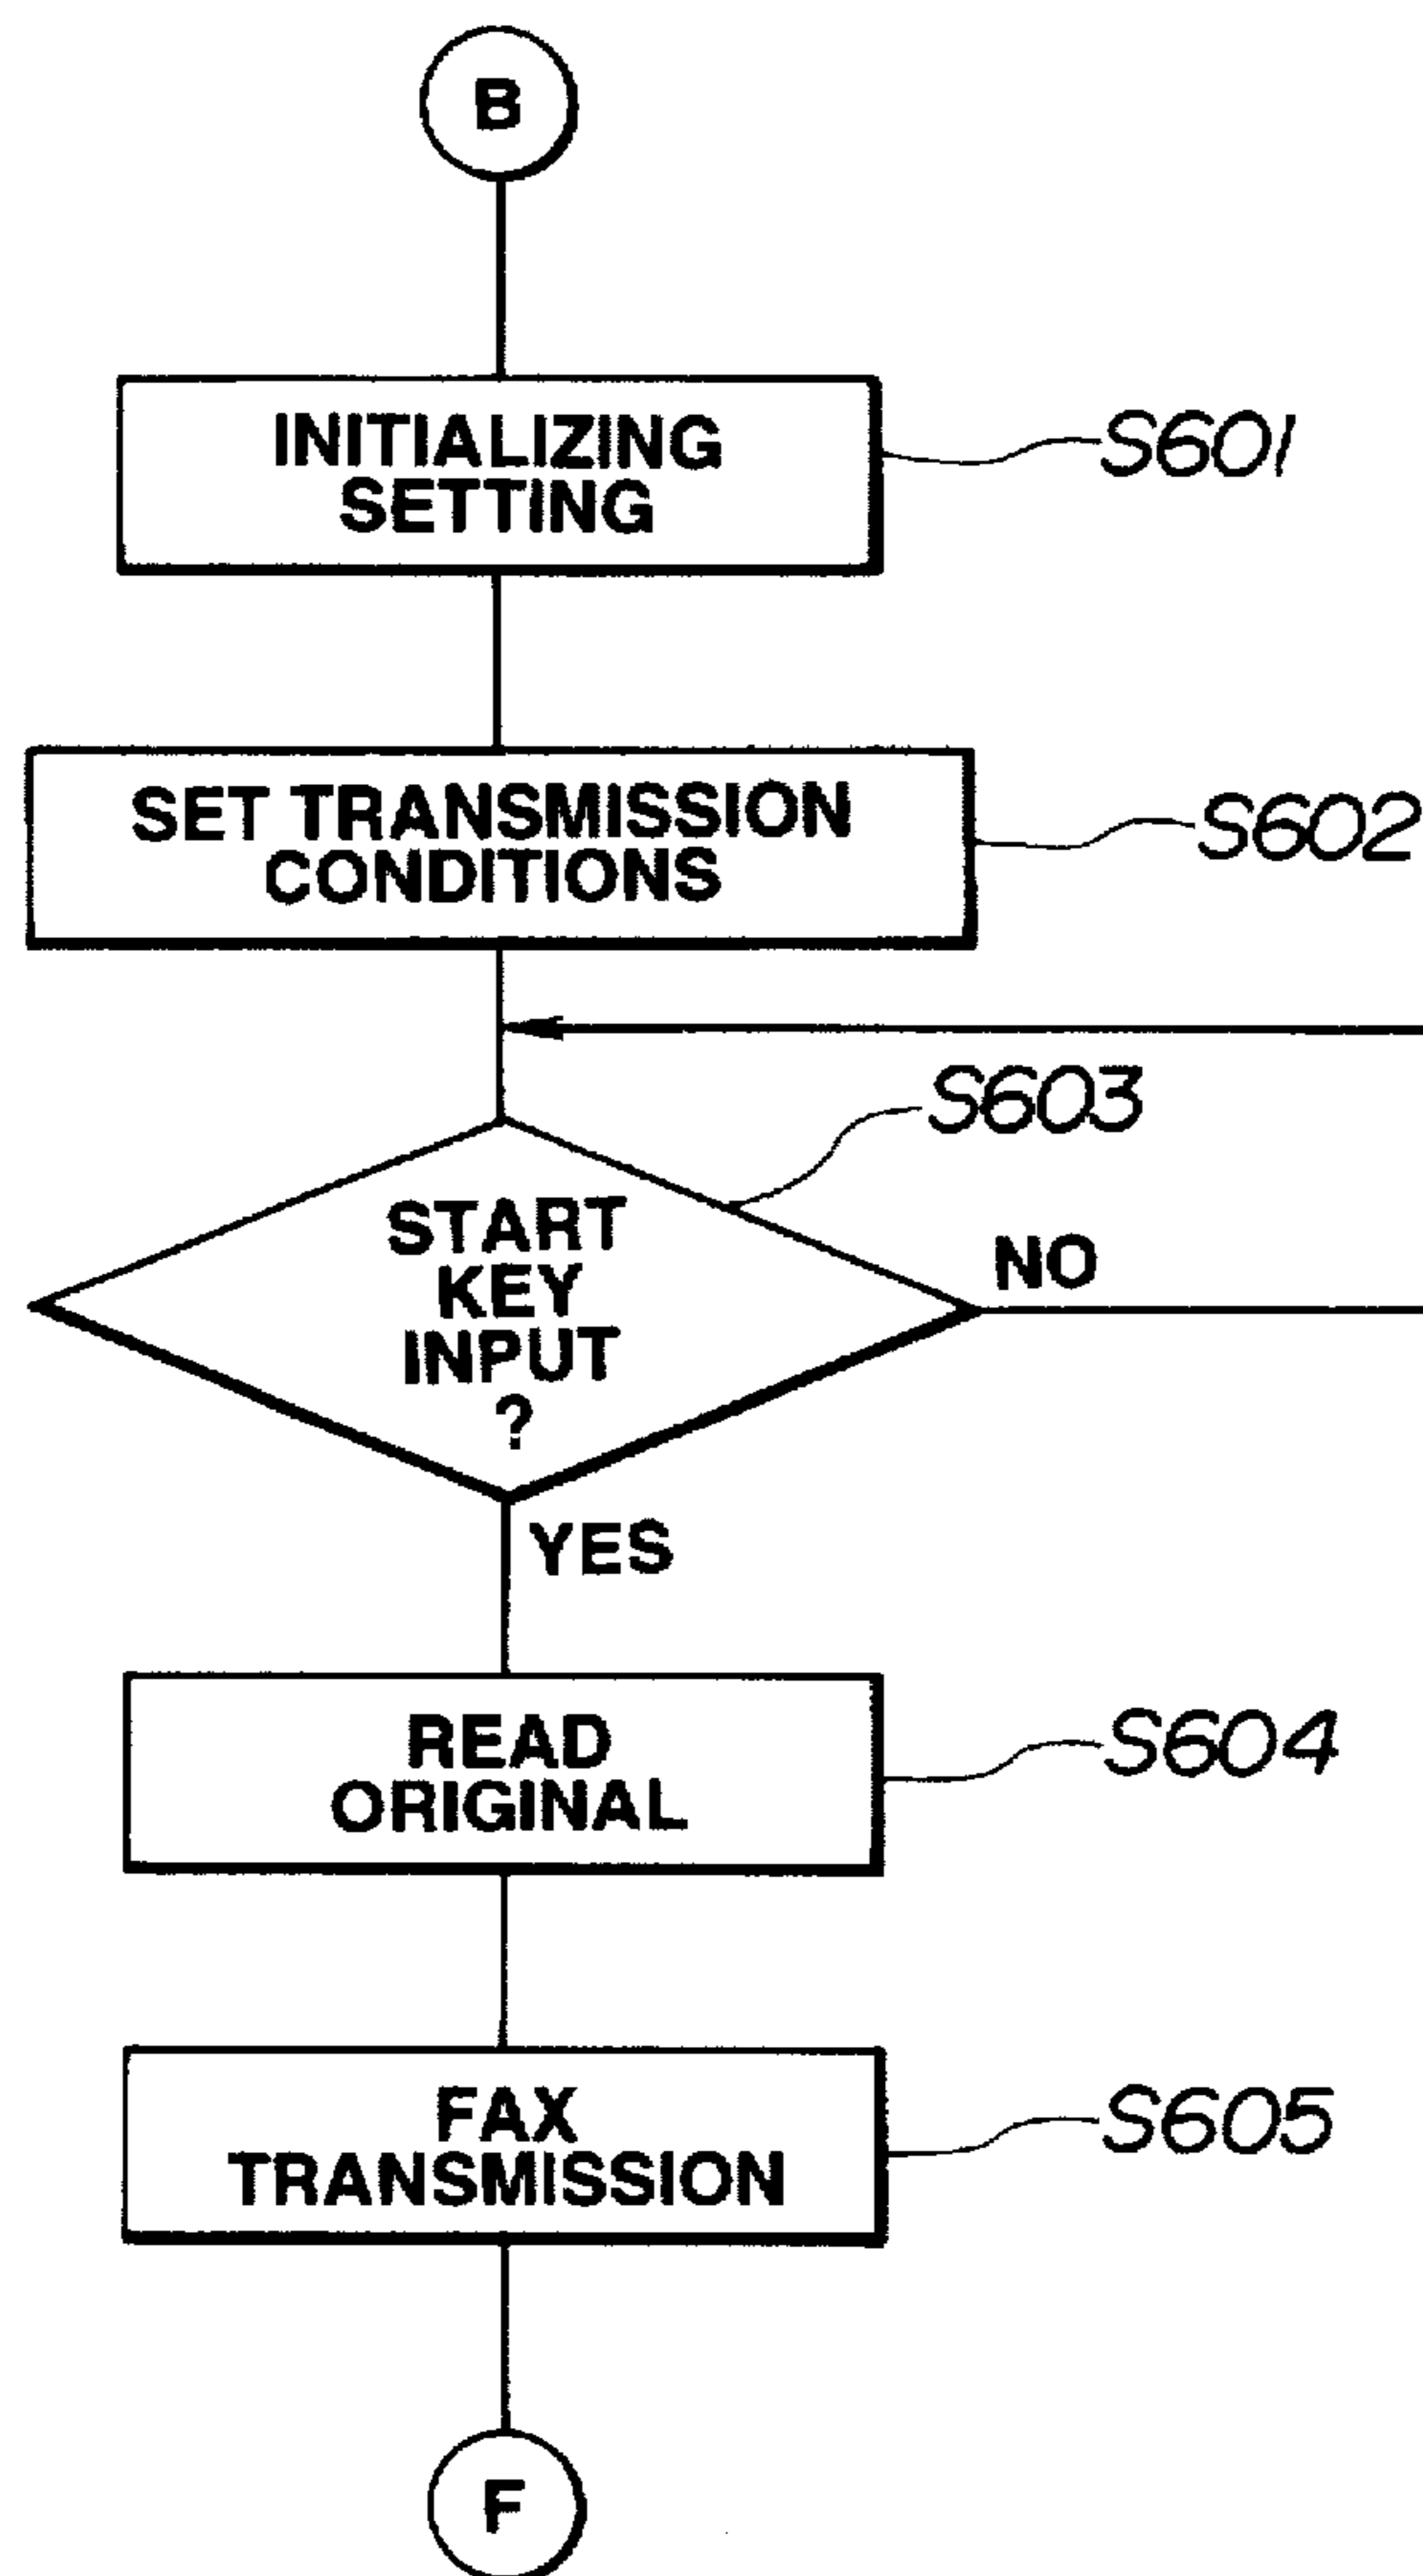 B
INITIALIZING
SETTING
S601
SET TRANSMISSION
CONDITIONS
S602
S603
START
KEY
INPUT
?
NO
YES
READ
ORIGINAL
S604
FAX
TRANSMISSION
S605
F